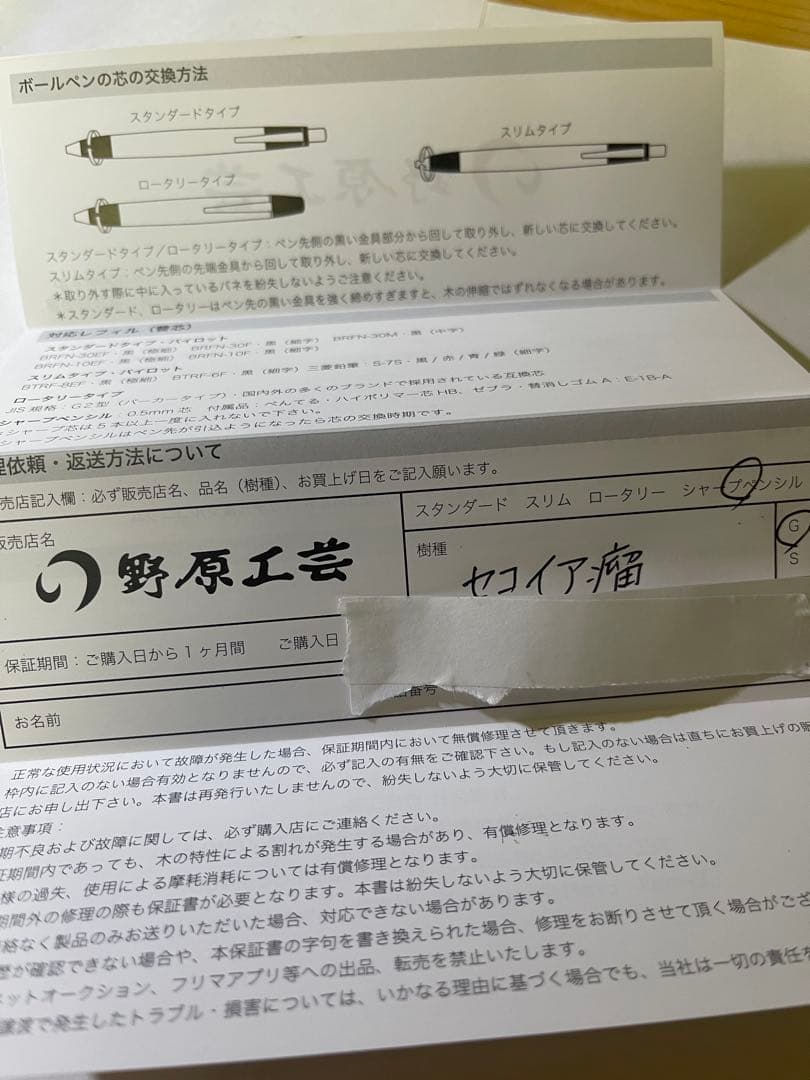 ボールペンの芯の交換方法
スタンダードタイプ
スリムタイプ
ロータリータイプ
スタンダードタイプ/ロータリータイプ：ペン先側の黒い金具部分から回して取り外し、新しい芯に交換してください。
スリムタイプ：ペン先側の先端金具から回して取り外し、新しい芯に交換してください。
＊取り外す際に中に入っているバネを紛失しないようご注意ください。
＊スタンダード、ロータリーはペン先の黒い金具を強く締めすぎますと、木の伸縮ではずれなくなる場合があります。
対応レフィル（替芯）
スタンダードタイプ・パイロット
BRFN-30EF・黒（極細） BRFN-30F・黒（細字） BRFN-30M・黒（中字）
BRFN-10EF・黒（極細） BRFN-10F・黒（細字）
スリムタイプ・パイロット
BTRF-8EF・黒（極細） BTRF-6F・黒（細字）三菱鉛筆：S-7S・黒/赤/青/緑（細字）
ロータリータイプ
JIS規格：G2型（パーカータイプ）・国内外の多くのブランドで採用されている互換芯
シャープペンシル：0.5mm芯 付属品：ぺんてる・ハイポリマー芯HB、ゼブラ・替消しゴムA：E-1B-A
シャープ芯は5本以上一度に入れないで下さい。
シャープペンシルはペン先が引込ようになったら芯の交換時期です。
理依頼・返送方法について
売店記入欄：必ず販売店名、品名（樹種）、お買上げ日をご記入願います。
販売店名
野原工芸
スタンダード スリム ロータリー シャープペンシル
樹種
セコイア瘤
G
S
保証期間：ご購入日から1ヶ月間 ご購入日
お名前
番号
正常な使用状況において故障が発生した場合、保証期間内において無償修理させて頂きます。
枠内に記入のない場合有効となりませんので、必ず記入の有無をご確認下さい。もし記入のない場合は直ちにお買上げの販
店にお申し出下さい。本書は再発行いたしませんので、紛失しないよう大切に保管してください。
注意事項：
期不良および故障に関しては、必ず購入店にご連絡ください。
証期間内であっても、木の特性による割れが発生する場合があり、有償修理となります。
様の過失、使用による摩耗消耗については有償修理となります。
期間外の修理の際も保証書が必要となります。本書は紛失しないよう大切に保管してください。
絡なく製品のみお送りいただいた場合、対応できない場合があります。
歴が確認できない場合や、本保証書の字句を書き換えられた場合、修理をお断りさせて頂く場合がござ
ネットオークション、フリマアプリ等への出品、転売を禁止いたします。
譲渡で発生したトラブル・損害については、いかなる理由に基づく場合でも、当社は一切の責任を